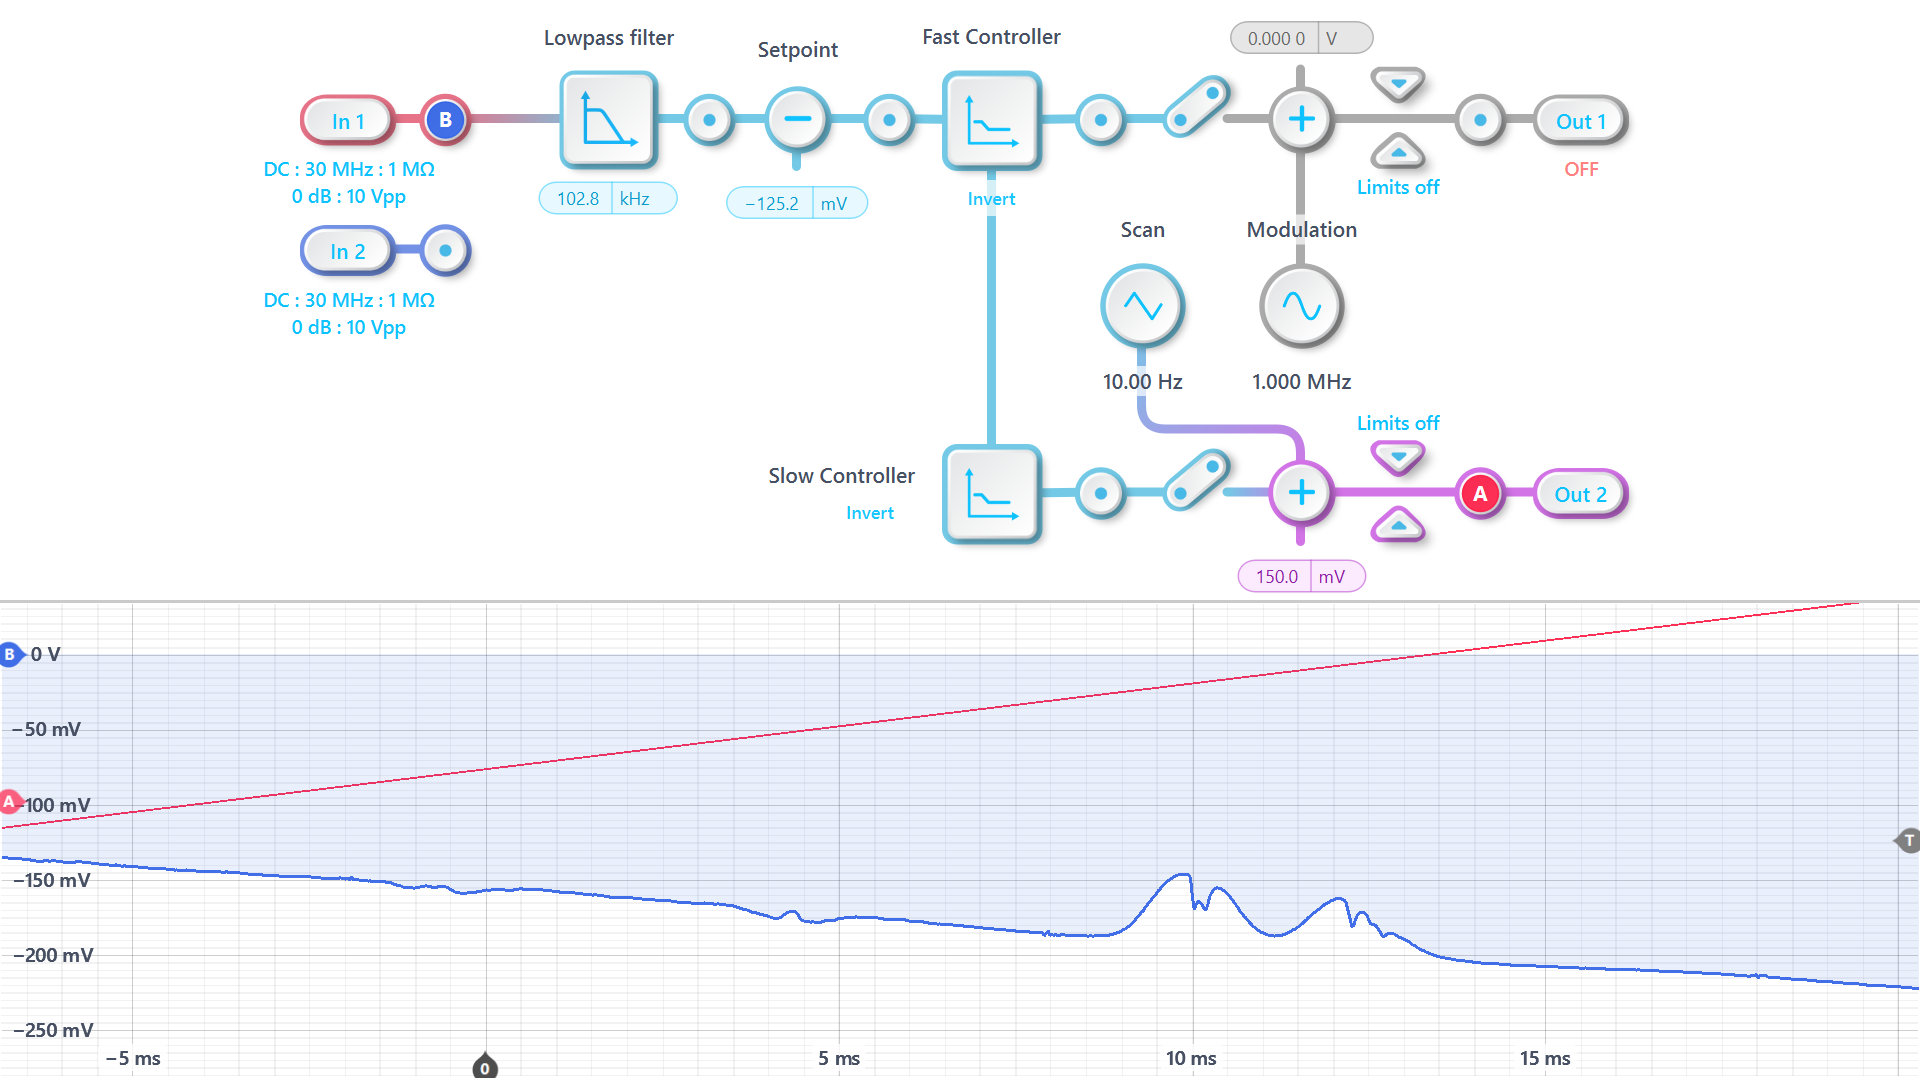 Lowpass filter
Setpoint
Fast Controller
0.000 0 V
In 1
B
Out 1
DC : 30 MHz : 1 MΩ
0 dB : 10 Vpp
102.8 kHz
−125.2 mV
Invert
Limits off
OFF
In 2
DC : 30 MHz : 1 MΩ
0 dB : 10 Vpp
Scan
Modulation
10.00 Hz
1.000 MHz
Limits off
Slow Controller
Invert
A
Out 2
150.0 mV
B
0 V
−50 mV
A
−100 mV
T
−150 mV
−200 mV
−250 mV
−5 ms
0
5 ms
10 ms
15 ms